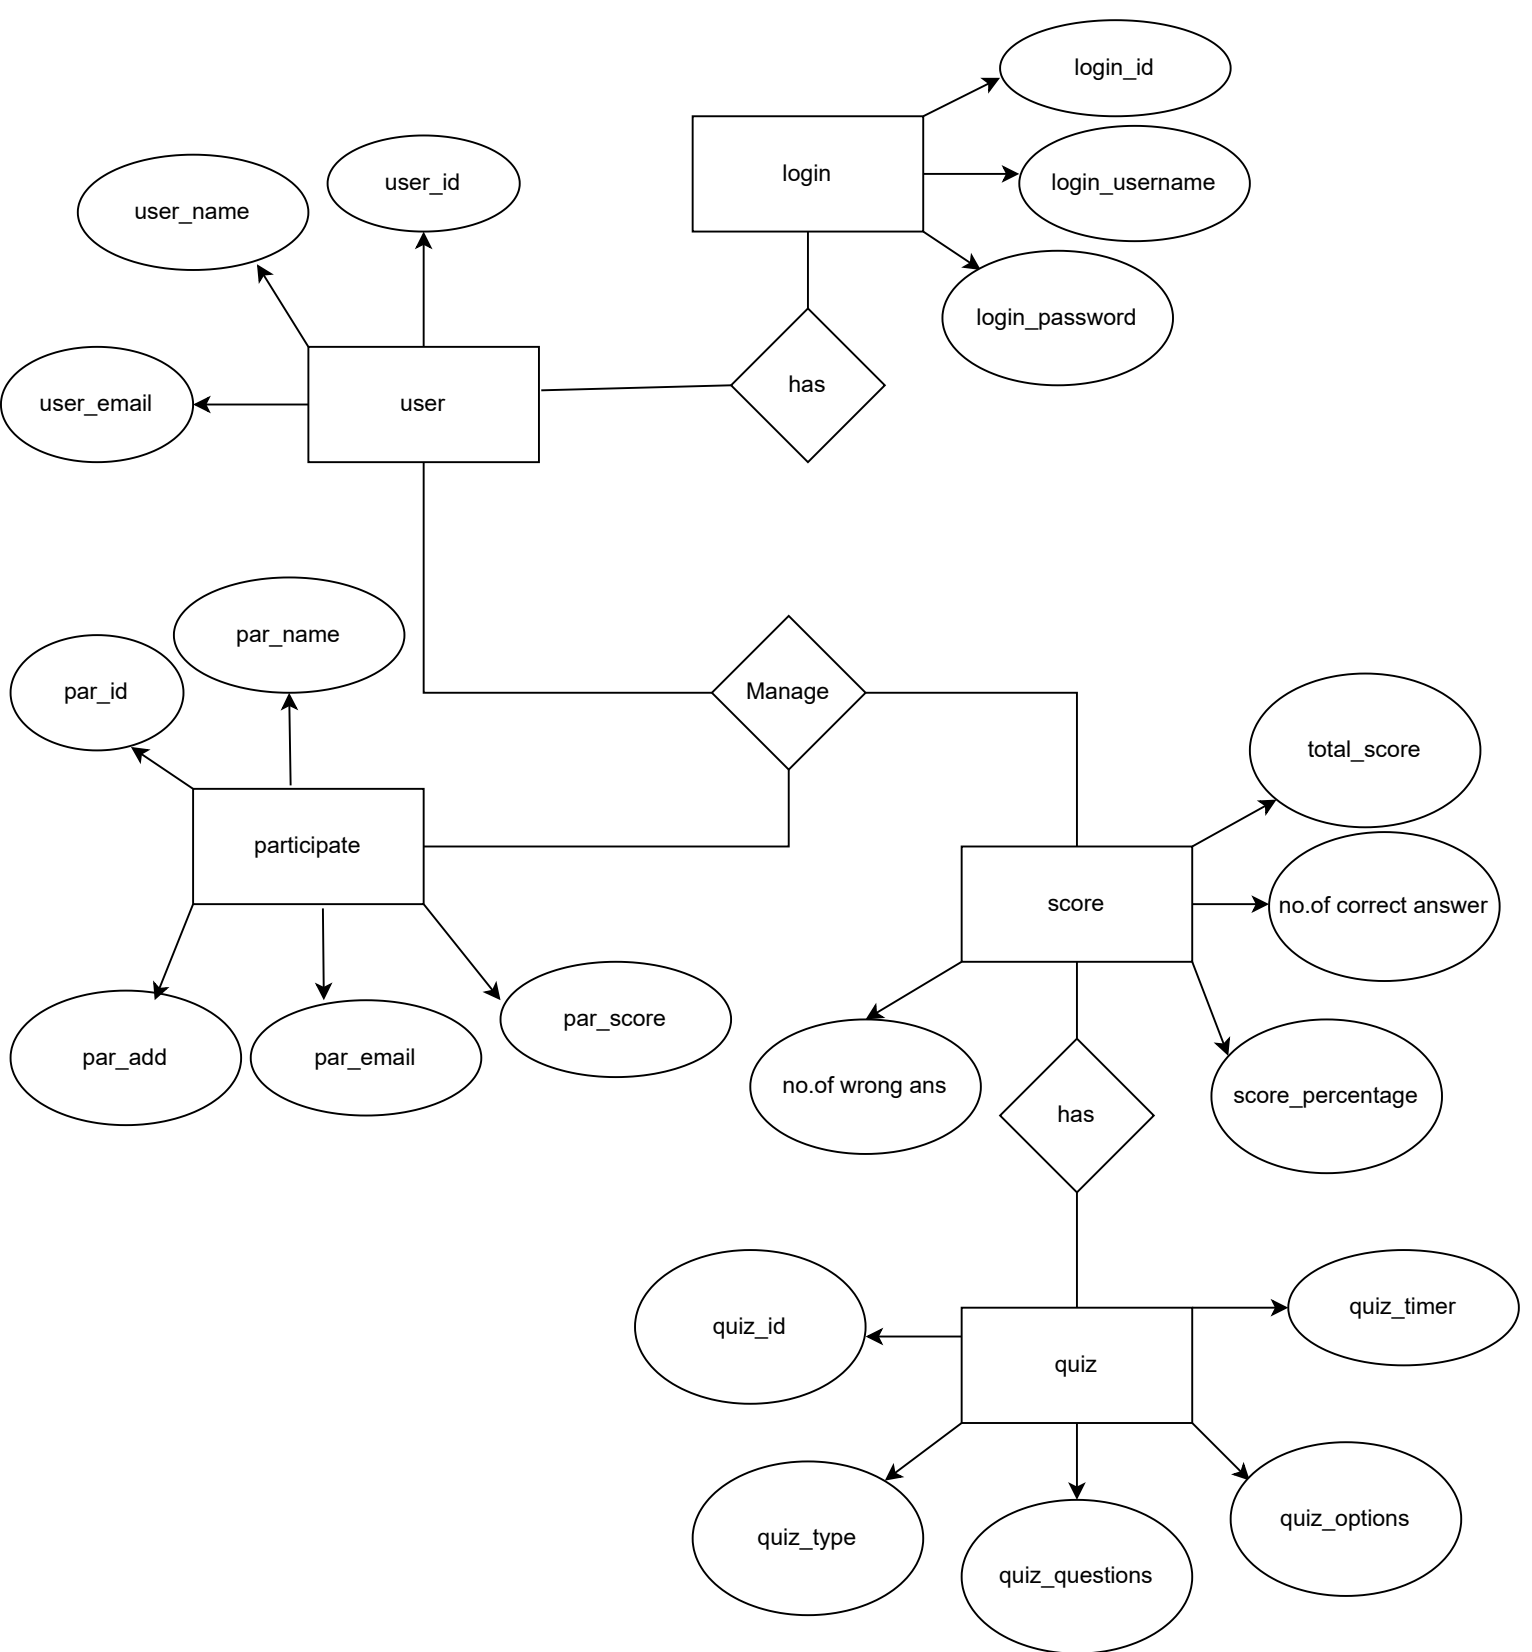 login_id
login
login_username
user_id
user_name
login_password
has
user_email
user
par_name
par_id
Manage
total_score
participate
score
no.of correct answer
par_score
par_add
par_email
no.of wrong ans
score_percentage
has
quiz_timer
quiz_id
quiz
quiz_options
quiz_type
quiz_questions